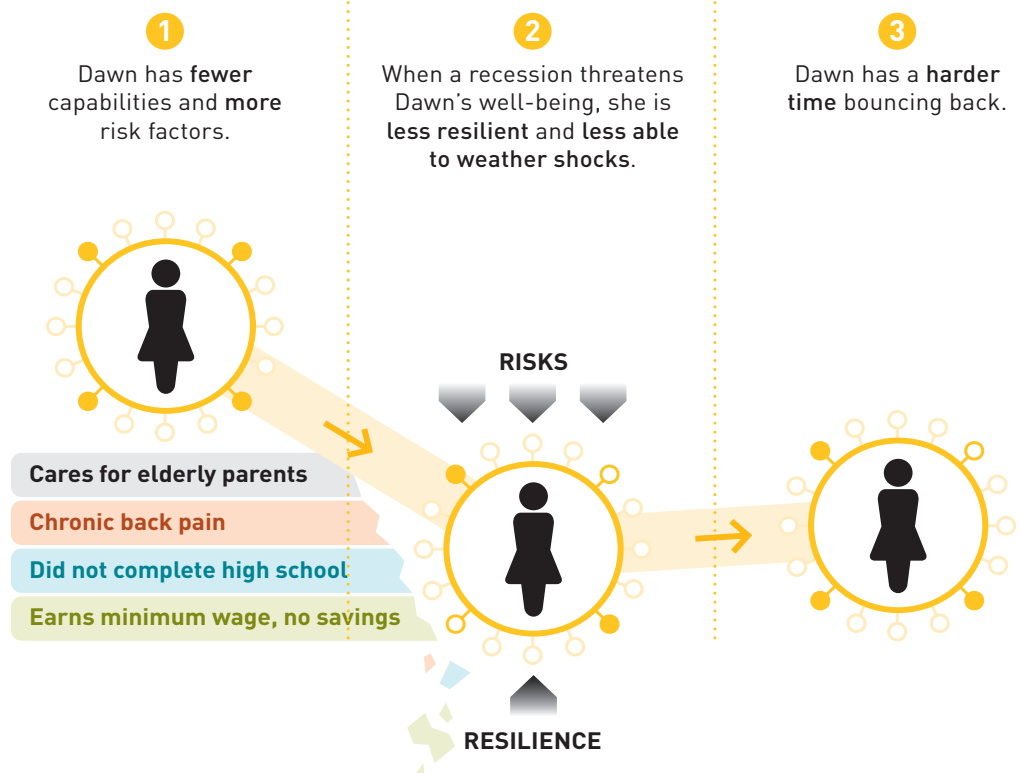 1
Dawn has fewer
capabilities and more
risk factors.
2
When a recession threatens
Dawn’s well-being, she is
less resilient and less able
to weather shocks.
3
Dawn has a harder
time bouncing back.
RISKS
Cares for elderly parents
Chronic back pain
Did not complete high school
Earns minimum wage, no savings
RESILIENCE